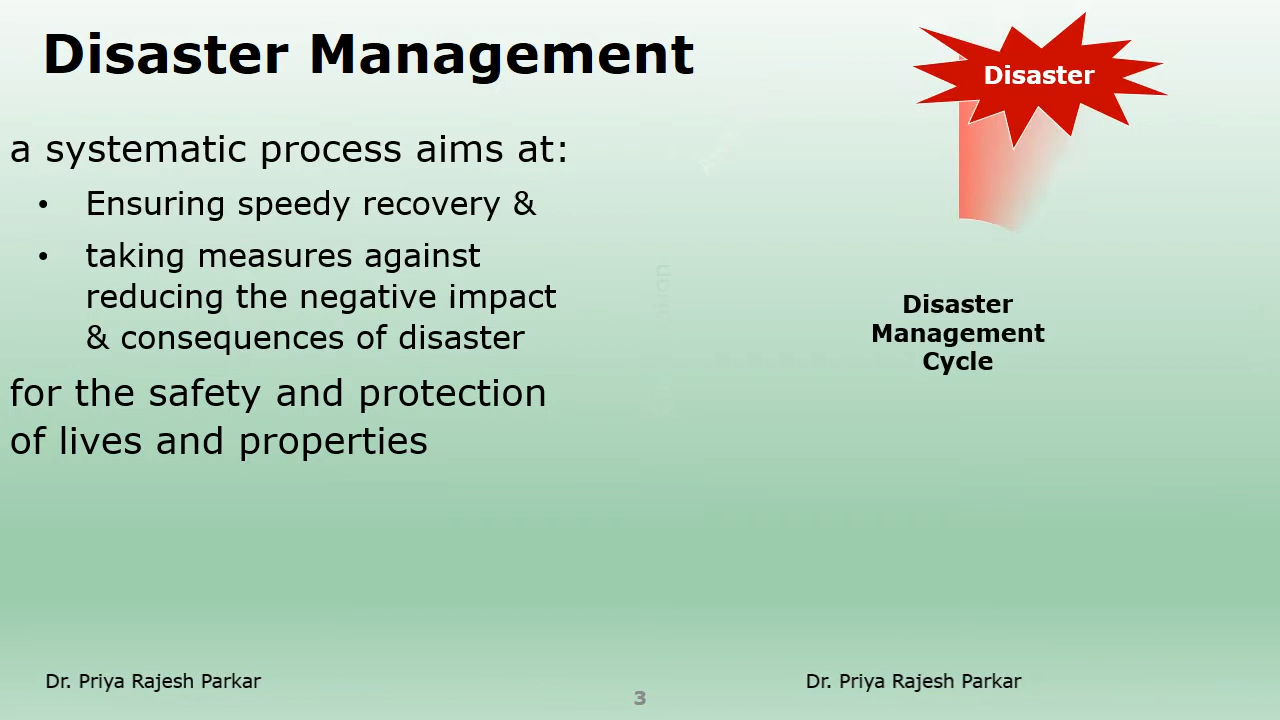 Disaster Management
Disaster
a systematic process aims at:
• Ensuring speedy recovery &
• taking measures against
reducing the negative impact
& consequences of disaster
for the safety and protection
of lives and properties
Disaster
Management
Cycle
Dr. Priya Rajesh Parkar
3
Dr. Priya Rajesh Parkar